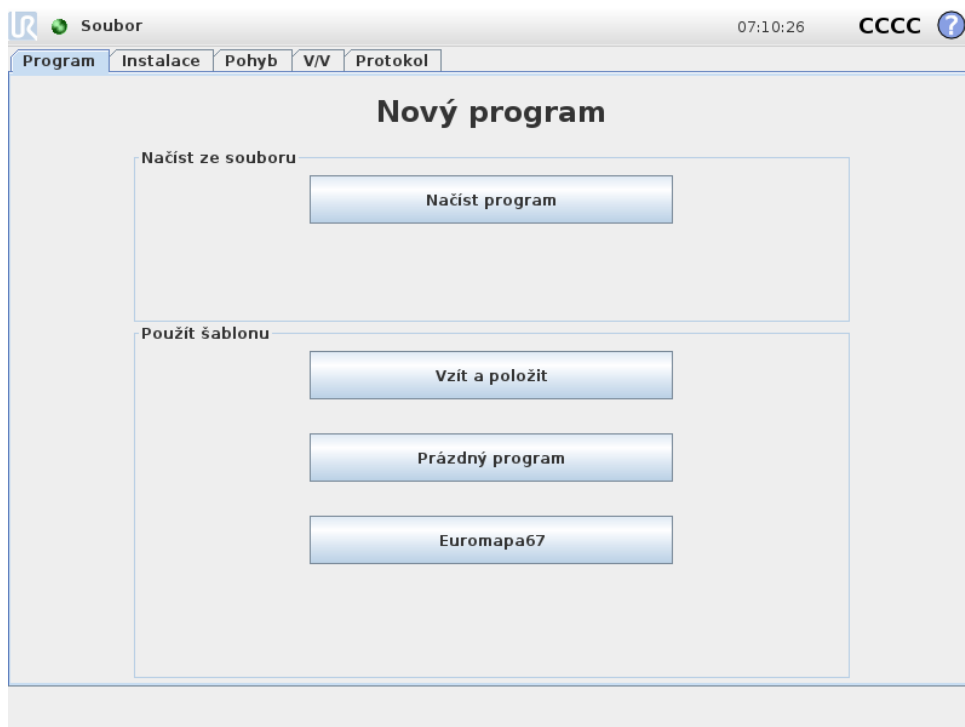 UR Soubor 07:10:26 CCCC ?
Program Instalace Pohyb V/V Protokol
Nový program
Načíst ze souboru
Načíst program
Použít šablonu
Vzít a položit
Prázdný program
Euromapa67